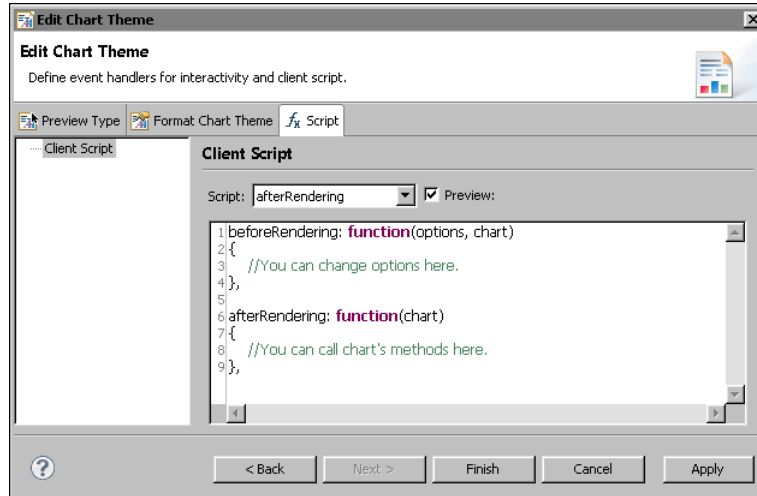 Edit Chart Theme
Edit Chart Theme
Define event handlers for interactivity and client script.
Preview Type Format Chart Theme fx Script
Client Script
Client Script
Script: afterRendering Preview:
1 beforeRendering: function(options, chart)
2 {
3 //You can change options here.
4 },
5
6 afterRendering: function(chart)
7 {
8 //You can call chart's methods here.
9 },
? < Back Next > Finish Cancel Apply